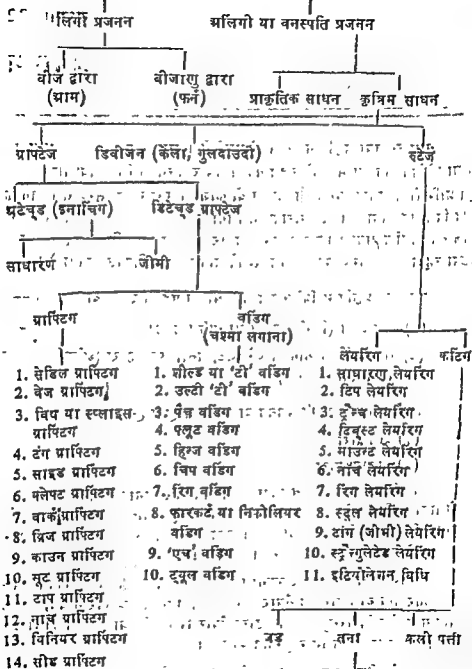 लिंगी प्रजनन
अलिंगी या वनस्पति प्रजनन
बीज द्वारा
(आम)
बीजाणु द्वारा
(फर्न)
प्राकृतिक साधन
कृत्रिम साधन
ग्राफ्टेज
डिवीजन (केला, गुलदाउदी)
स्टेज
अटेच्ड (इनार्चिंग)
डिटेच्ड ग्राफ्टेज
साधारण
जीभी
ग्राफ्टिंग
बडिंग
(चश्मा लगाना)
लेयरिंग
कटिंग
1. सेडिल ग्राफ्टिंग
2. वेज ग्राफ्टिंग
3. विप या स्प्लाइस-
ग्राफ्टिंग
4. टंग ग्राफ्टिंग
5. साइड ग्राफ्टिंग
6. क्लेफ्ट ग्राफ्टिंग
7. बार्क ग्राफ्टिंग
8. ब्रिज ग्राफ्टिंग
9. क्राउन ग्राफ्टिंग
10. रूट ग्राफ्टिंग
11. टाप ग्राफ्टिंग
12. नाच ग्राफ्टिंग
13. विनियर ग्राफ्टिंग
14. सीड ग्राफ्टिंग
1. शील्ड या 'टी' बडिंग
2. उल्टी 'टी' बडिंग
3. पैच बडिंग
4. फ्लूट बडिंग
5. हिन्ज बडिंग
6. चिप बडिंग
7. रिंग बडिंग
8. फारकर्ट या निकोलियर
बडिंग
9. 'एच' बडिंग
10. ट्यूल बडिंग
1. साधारण लेयरिंग
2. टिप लेयरिंग
3. ट्रेन्च लेयरिंग
4. ट्विस्ट लेयरिंग
5. माउन्ट लेयरिंग
6. नॉच लेयरिंग
7. रिंग लेयरिंग
8. स्टूल लेयरिंग
9. टांग (जीभी) लेयरिंग
10. स्ट्रेन्गुलेटेड लेयरिंग
11. इटियोलेशन विधि
जड़
तना
कली पत्ती